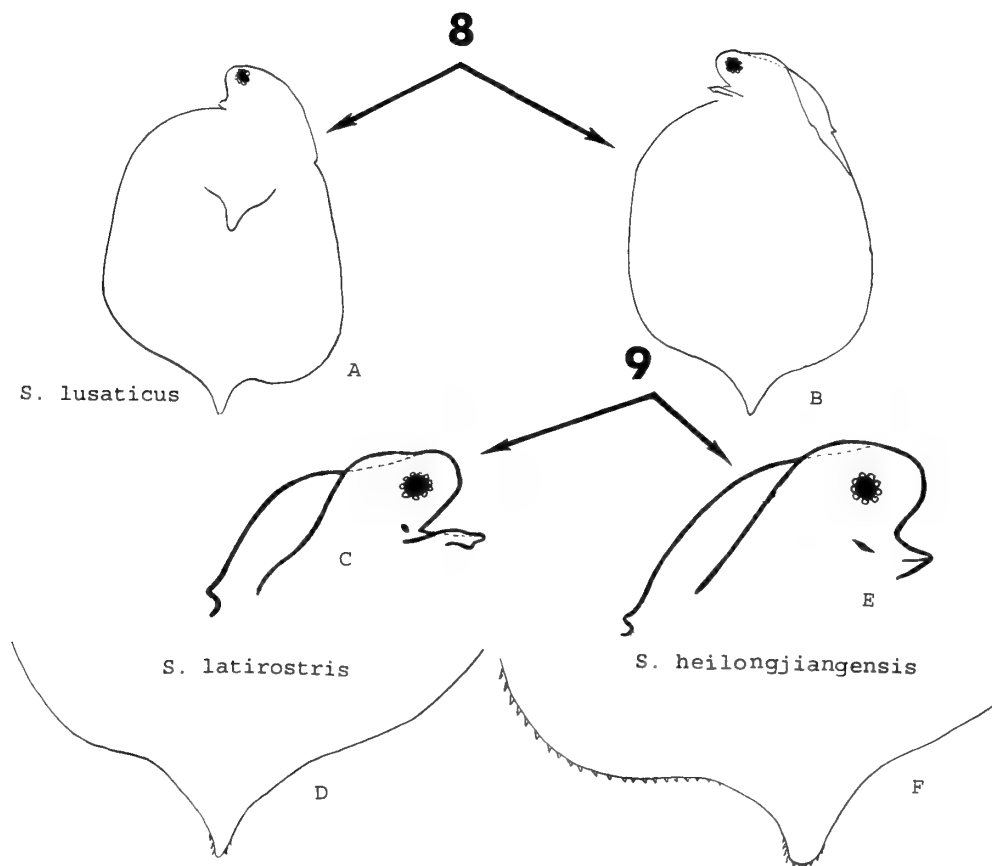 8
A
S. lusaticus
B
9
C
E
S. latirostris
S. heilongjiangensis
D
F